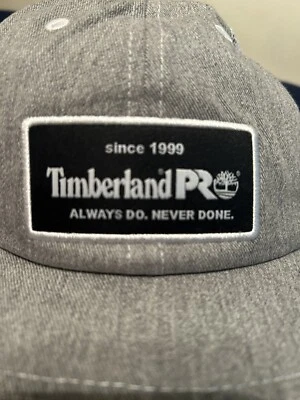 since 1999
Timberland PRO
ALWAYS DO. NEVER DONE.